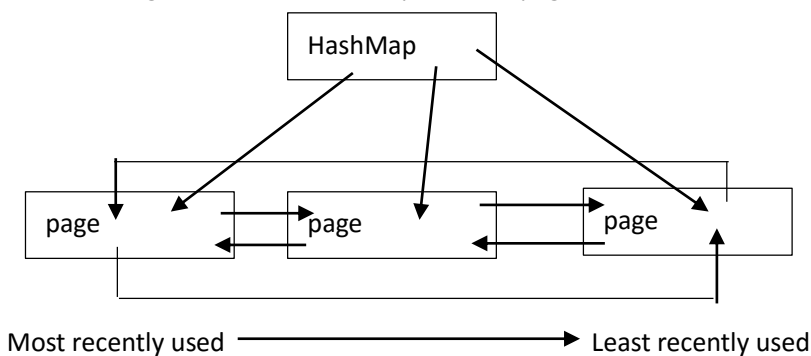 HashMap
page
page
page
Most recently used
Least recently used